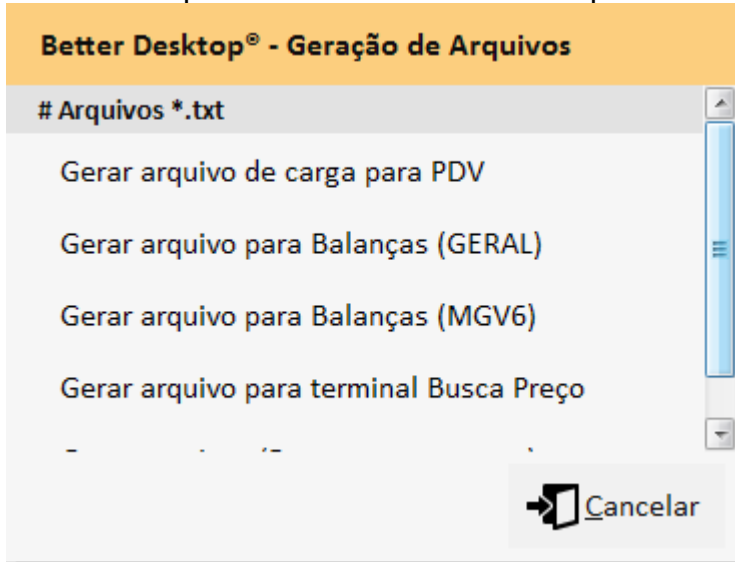 Better Desktop® - Geração de Arquivos
# Arquivos *.txt
Gerar arquivo de carga para PDV
Gerar arquivo para Balanças (GERAL)
Gerar arquivo para Balanças (MGV6)
Gerar arquivo para terminal Busca Preço
Cancelar